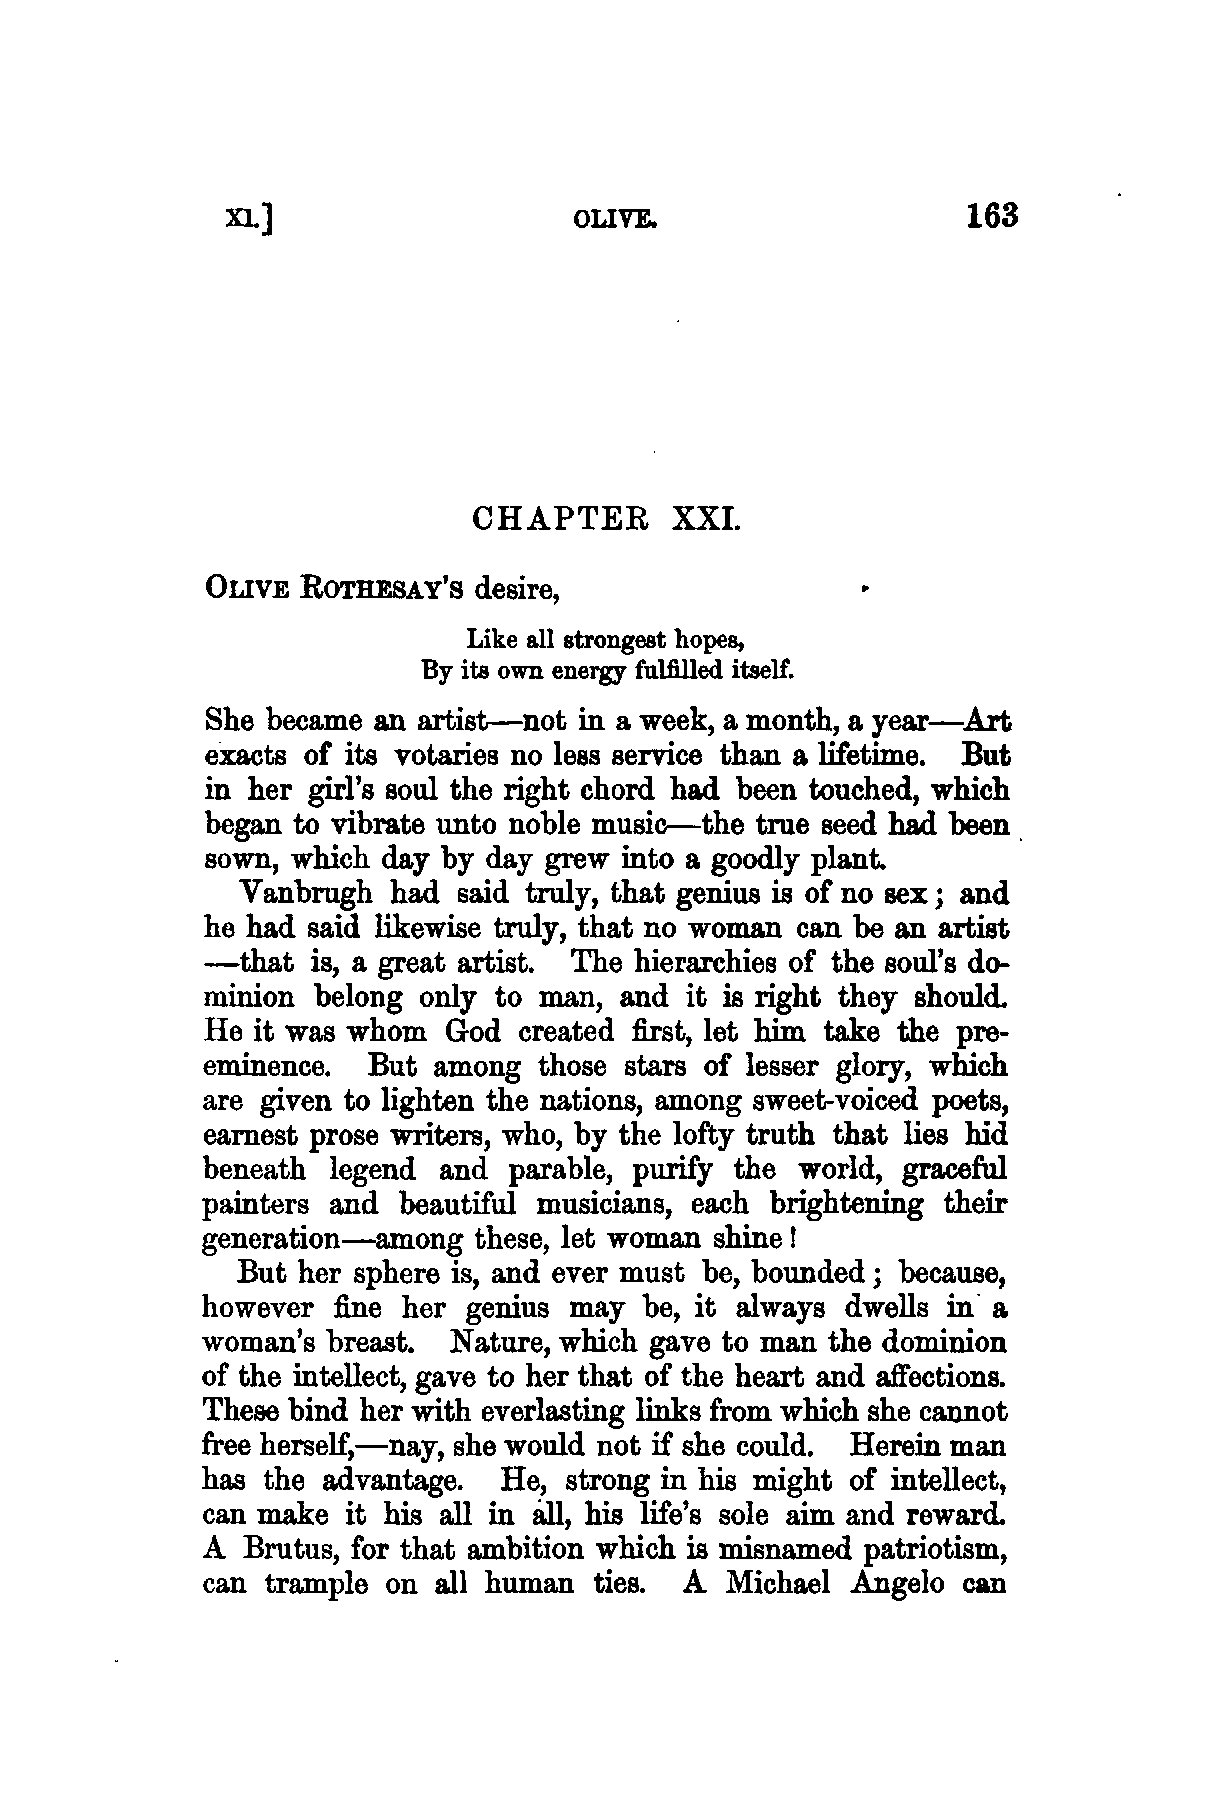 XI.] OLIVE. 163
CHAPTER XXI.
OLIVE ROTHESAY'S desire,
Like all strongest hopes,
By its own energy fulfilled itself.
She became an artist—not in a week, a month, a year—Art
exacts of its votaries no less service than a lifetime. But
in her girl's soul the right chord had been touched, which
began to vibrate unto noble music—the true seed had been
sown, which day by day grew into a goodly plant.
Vanbrugh had said truly, that genius is of no sex; and
he had said likewise truly, that no woman can be an artist
—that is, a great artist. The hierarchies of the soul's do-
minion belong only to man, and it is right they should.
He it was whom God created first, let him take the pre-
eminence. But among those stars of lesser glory, which
are given to lighten the nations, among sweet-voiced poets,
earnest prose writers, who, by the lofty truth that lies hid
beneath legend and parable, purify the world, graceful
painters and beautiful musicians, each brightening their
generation—among these, let woman shine!
But her sphere is, and ever must be, bounded; because,
however fine her genius may be, it always dwells in a
woman's breast. Nature, which gave to man the dominion
of the intellect, gave to her that of the heart and affections.
These bind her with everlasting links from which she cannot
free herself,—nay, she would not if she could. Herein man
has the advantage. He, strong in his might of intellect,
can make it his all in all, his life's sole aim and reward.
A Brutus, for that ambition which is misnamed patriotism,
can trample on all human ties. A Michael Angelo can